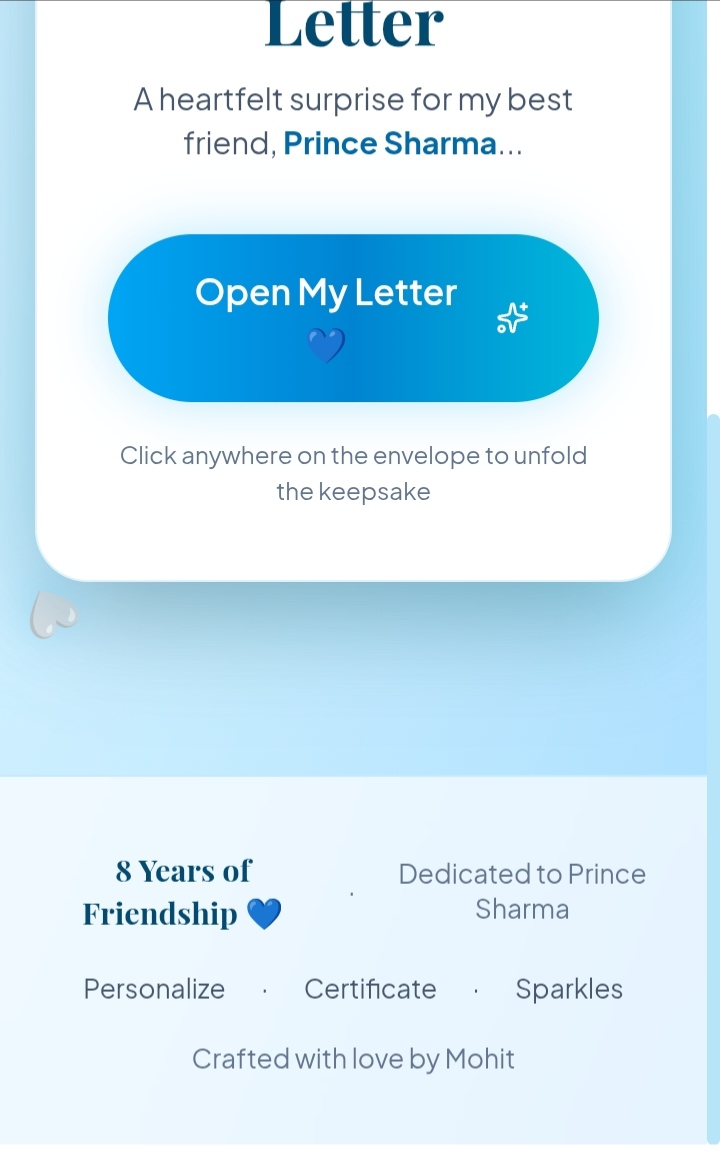 Letter
A heartfelt surprise for my best
friend, Prince Sharma...
Open My Letter
💙
Click anywhere on the envelope to unfold
the keepsake
8 Years of
Friendship 💙
·
Dedicated to Prince
Sharma
Personalize · Certificate · Sparkles
Crafted with love by Mohit